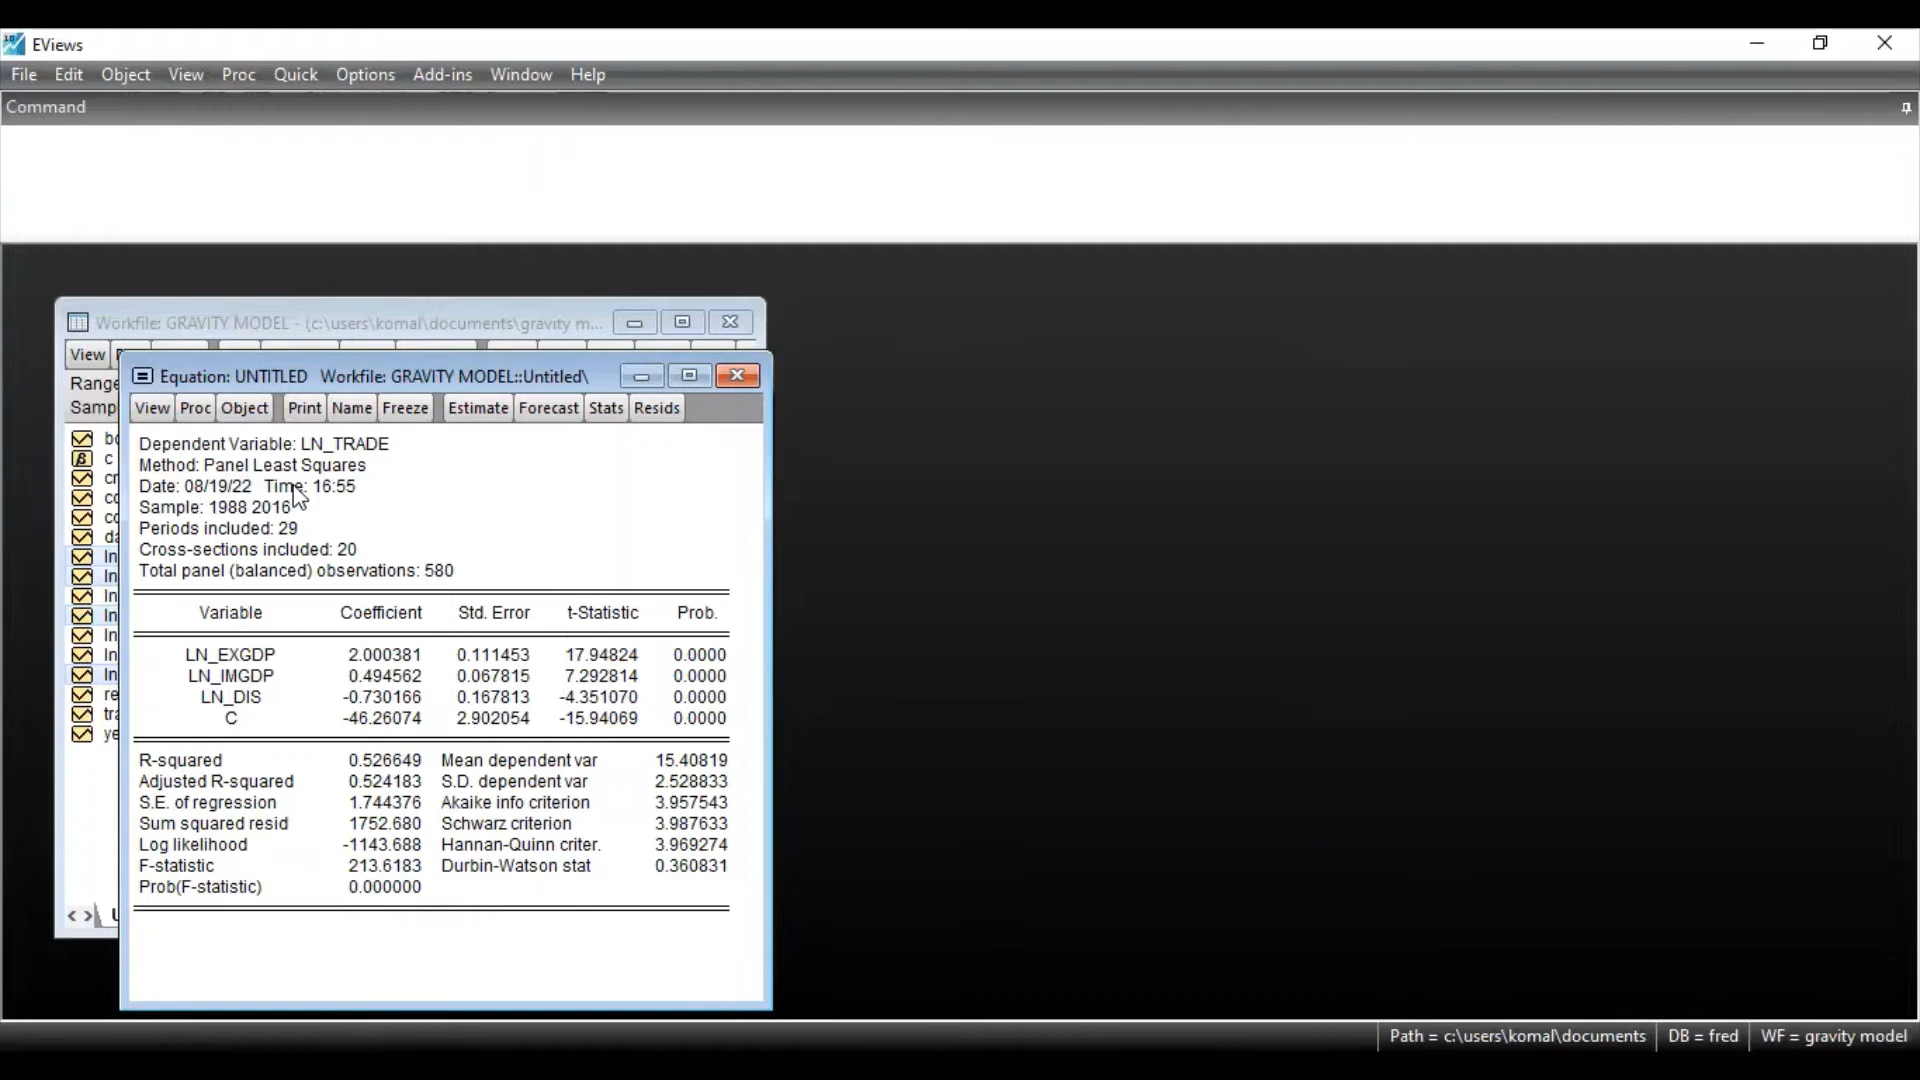 EViews
File Edit Object View Proc Quick Options Add-ins Window Help
Command
Workfile: GRAVITY MODEL - (c:\users\komal\documents\gravity m...
View
Range
Equation: UNTITLED Workfile: GRAVITY MODEL::Untitled\
View Proc Object Print Name Freeze Estimate Forecast Stats Resids
Dependent Variable: LN_TRADE
Method: Panel Least Squares
Date: 08/19/22 Time: 16:55
Sample: 1988 2016
Periods included: 29
Cross-sections included: 20
Total panel (balanced) observations: 580
Variable Coefficient Std. Error t-Statistic Prob.
LN_EXGDP 2.000381 0.111453 17.94824 0.0000
LN_IMGDP 0.494562 0.067815 7.292814 0.0000
LN_DIS -0.730166 0.167813 -4.351070 0.0000
C -46.26074 2.902054 -15.94069 0.0000
R-squared 0.526649 Mean dependent var 15.40819
Adjusted R-squared 0.524183 S.D. dependent var 2.528833
S.E. of regression 1.744376 Akaike info criterion 3.957543
Sum squared resid 1752.680 Schwarz criterion 3.987633
Log likelihood -1143.688 Hannan-Quinn criter. 3.969274
F-statistic 213.6183 Durbin-Watson stat 0.360831
Prob(F-statistic) 0.000000
Path = c:\users\komal\documents DB = fred WF = gravity model